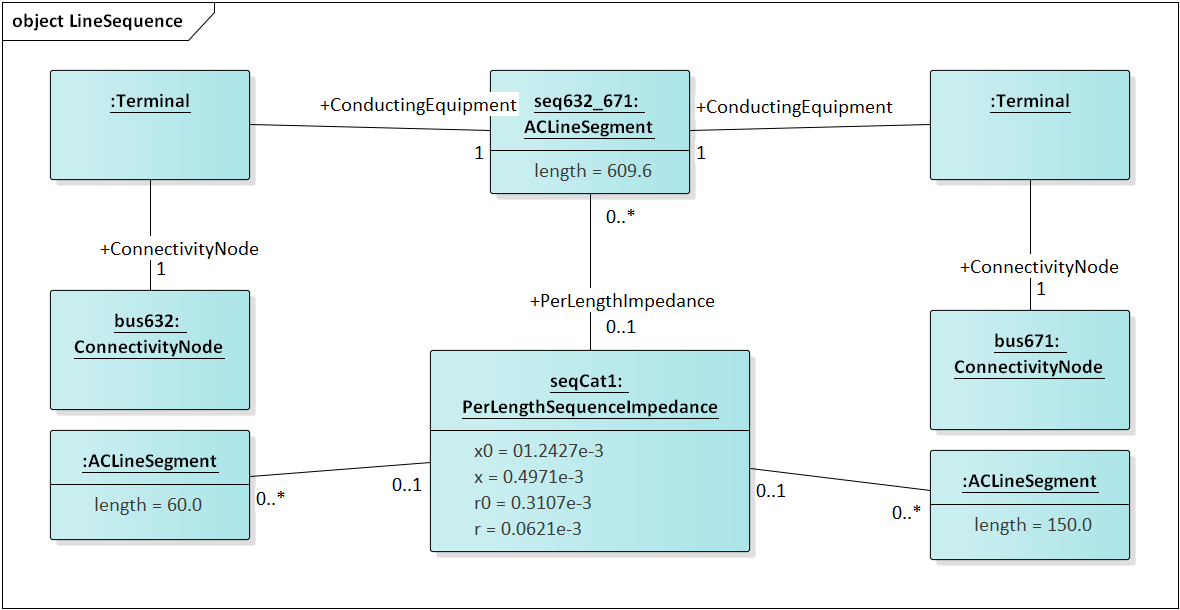 object LineSequence
:Terminal
+ConductingEquipment
1
seq632_671:
ACLineSegment
length = 609.6
+ConductingEquipment
1
:Terminal
+ConnectivityNode
1
0..*
+PerLengthImpedance
0..1
+ConnectivityNode
1
bus632:
ConnectivityNode
bus671:
ConnectivityNode
seqCat1:
PerLengthSequenceImpedance
x0 = 01.2427e-3
x = 0.4971e-3
r0 = 0.3107e-3
r = 0.0621e-3
:ACLineSegment
length = 60.0
0..*
0..1
0..1
0..*
:ACLineSegment
length = 150.0